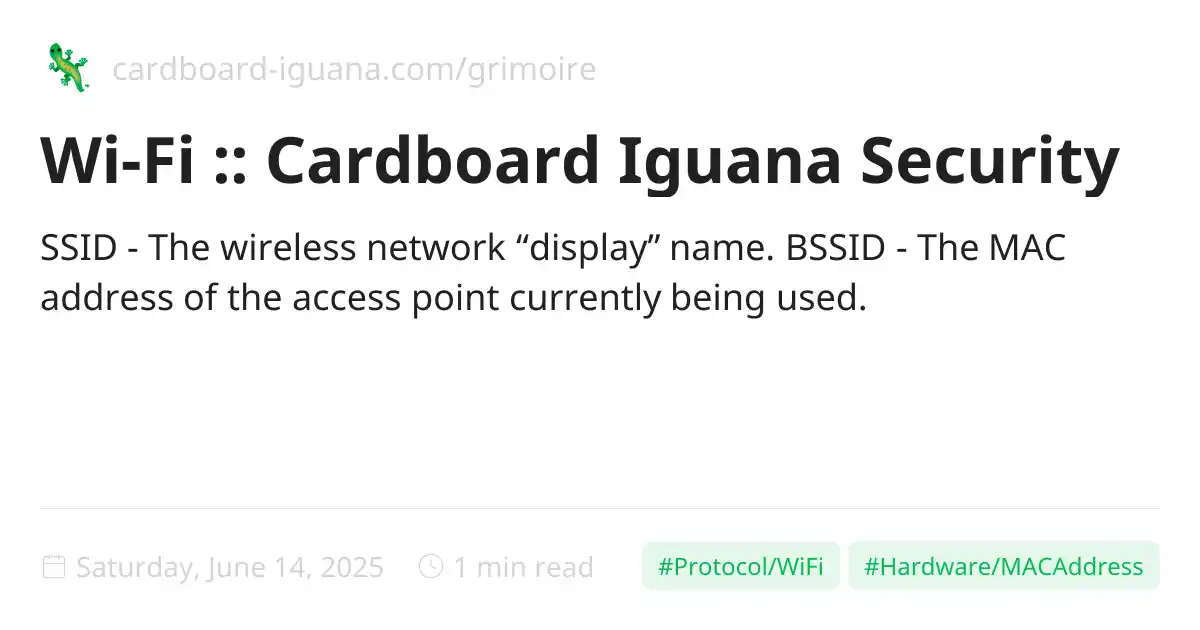 cardboard-iguana.com/grimoire
Wi-Fi :: Cardboard Iguana Security
SSID - The wireless network “display” name. BSSID - The MAC
address of the access point currently being used.
Saturday, June 14, 2025 1 min read #Protocol/WiFi #Hardware/MACAddress